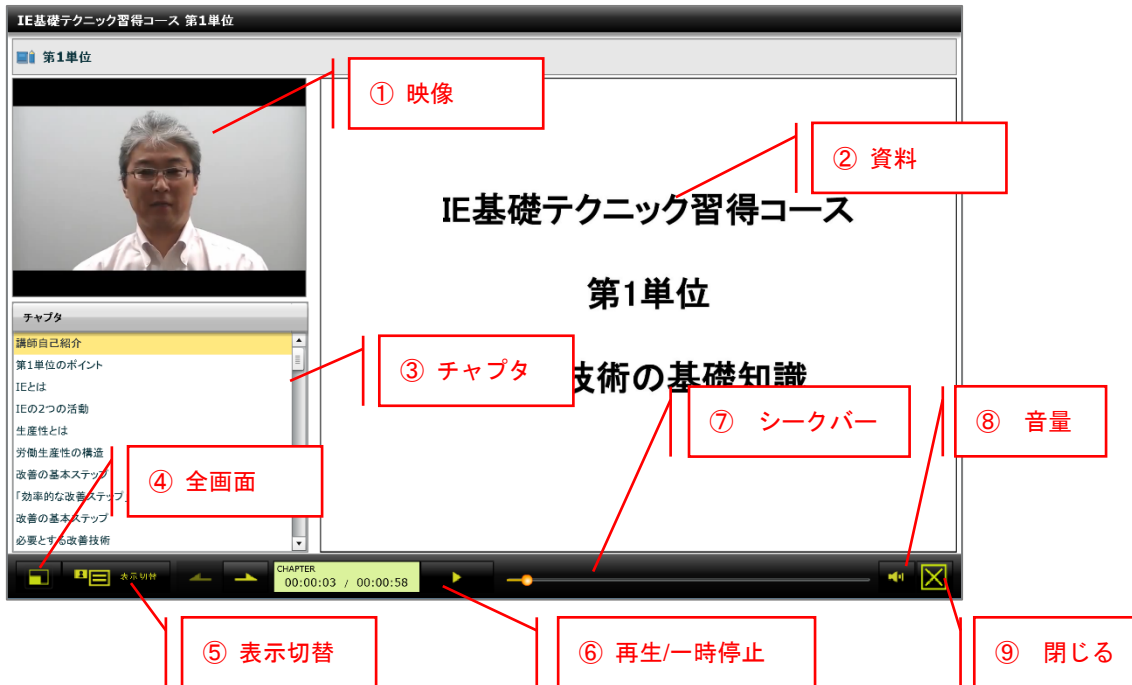 IE基礎テクニック習得コース 第1単位
第1単位
① 映像
② 資料
IE基礎テクニック習得コース
第1単位
技術の基礎知識
チャプタ
講師自己紹介
第1単位のポイント
IEとは
IEの2つの活動
生産性とは
労働生産性の構造
改善の基本ステップ
「効率的な改善ステップ」
改善の基本ステップ
必要とする改善技術
③ チャプタ
④ 全画面
⑦ シークバー
⑧ 音量
表示切替
CHAPTER
00:00:03 / 00:00:58
⑤ 表示切替
⑥ 再生/一時停止
⑨ 閉じる